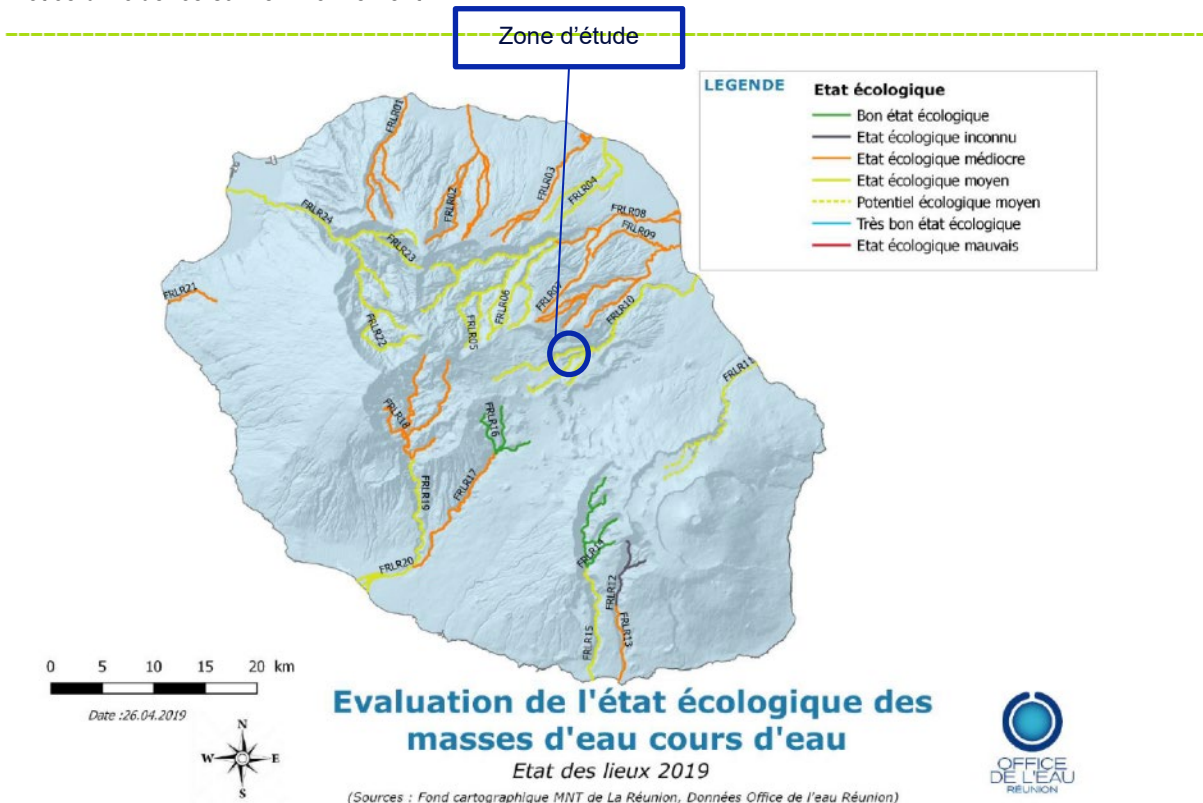 Zone d'étude
LEGENDE
Etat écologique
Bon état écologique
Etat écologique inconnu
Etat écologique médiocre
Etat écologique moyen
Potentiel écologique moyen
Très bon état écologique
Etat écologique mauvais
FRLR01
FRLR02
FRLR03
FRLR04
FRLR08
FRLR09
FRLR24
FRLR23
FRLR21
FRLR22
FRLR05
FRLR06
FRLR10
FRLR11
FRLR18
FRLR16
FRLR17
FRLR19
FRLR20
FRLR12
FRLR15
FRLR13
0 5 10 15 20 km
Date :26.04.2019
N
W E
S
Evaluation de l'état écologique des
masses d'eau cours d'eau
Etat des lieux 2019
(Sources : Fond cartographique MNT de La Réunion, Données Office de l'eau Réunion)
OFFICE
DE L'EAU
RÉUNION